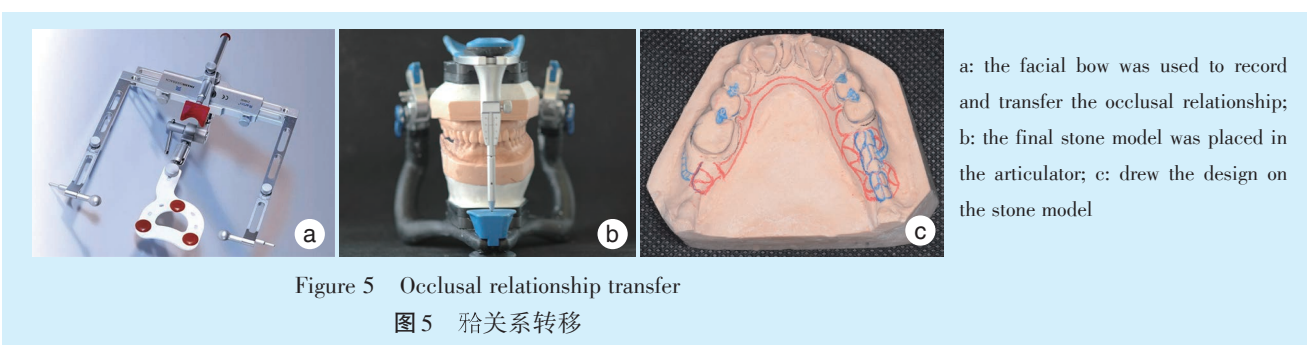 a
b
c
a: the facial bow was used to record
and transfer the occlusal relationship;
b: the final stone model was placed in
the articulator; c: drew the design on
the stone model
Figure 5 Occlusal relationship transfer
图5 𬌗关系转移